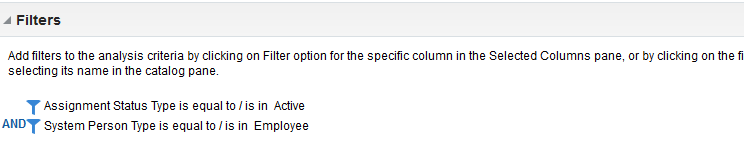 Filters
Add filters to the analysis criteria by clicking on Filter option for the specific column in the Selected Columns pane, or by clicking on the fi
selecting its name in the catalog pane.
Assignment Status Type is equal to / is in Active
AND System Person Type is equal to / is in Employee